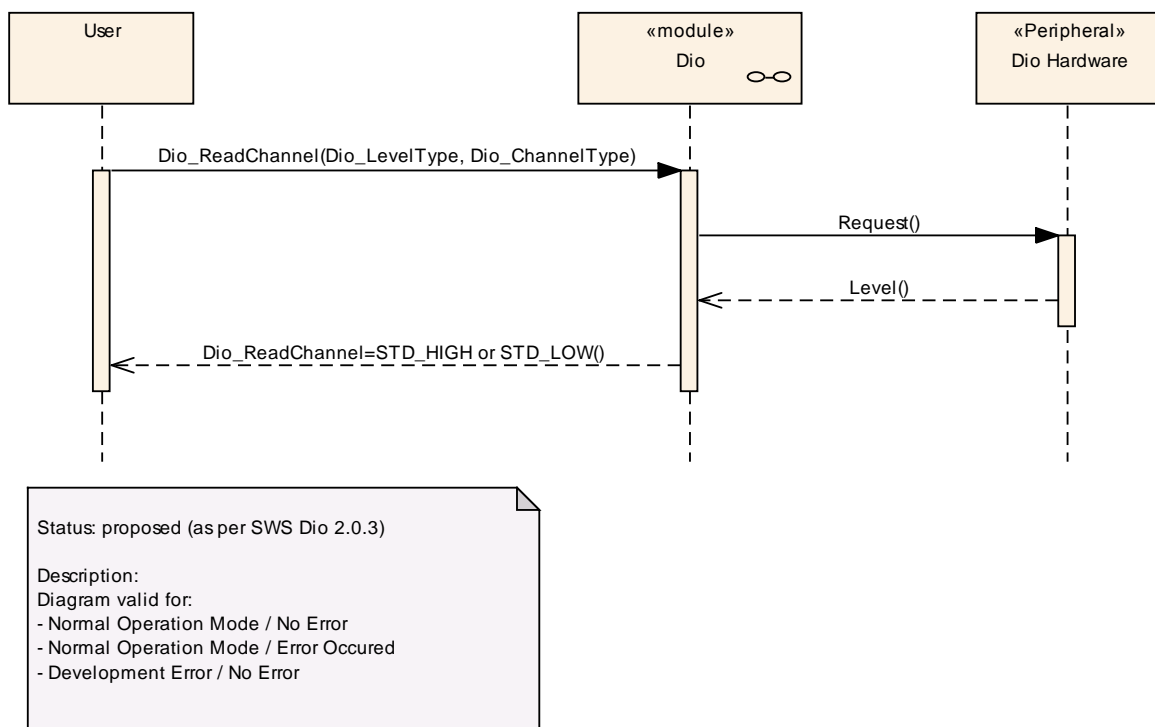 User
«module»
Dio
«Peripheral»
Dio Hardware
Dio_ReadChannel(Dio_LevelType, Dio_ChannelType)
Request()
Level()
Dio_ReadChannel=STD_HIGH or STD_LOW()
Status: proposed (as per SWS Dio 2.0.3)
Description:
Diagram valid for:
- Normal Operation Mode / No Error
- Normal Operation Mode / Error Occured
- Development Error / No Error